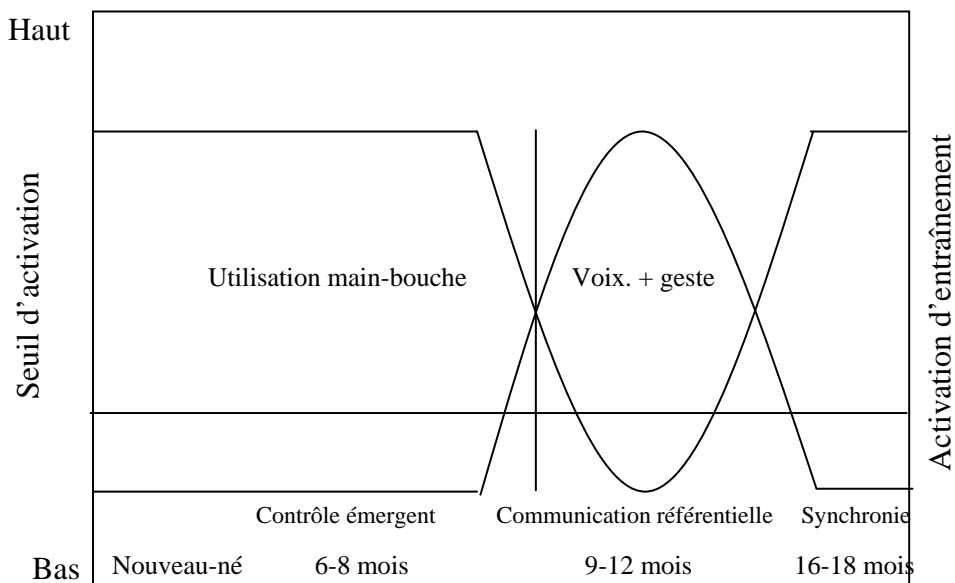 Haut
Seuil d'activation
Activation d'entraînement
Utilisation main-bouche
Voix. + geste
Contrôle émergent
Communication référentielle
Synchronie
Bas
Nouveau-né
6-8 mois
9-12 mois
16-18 mois